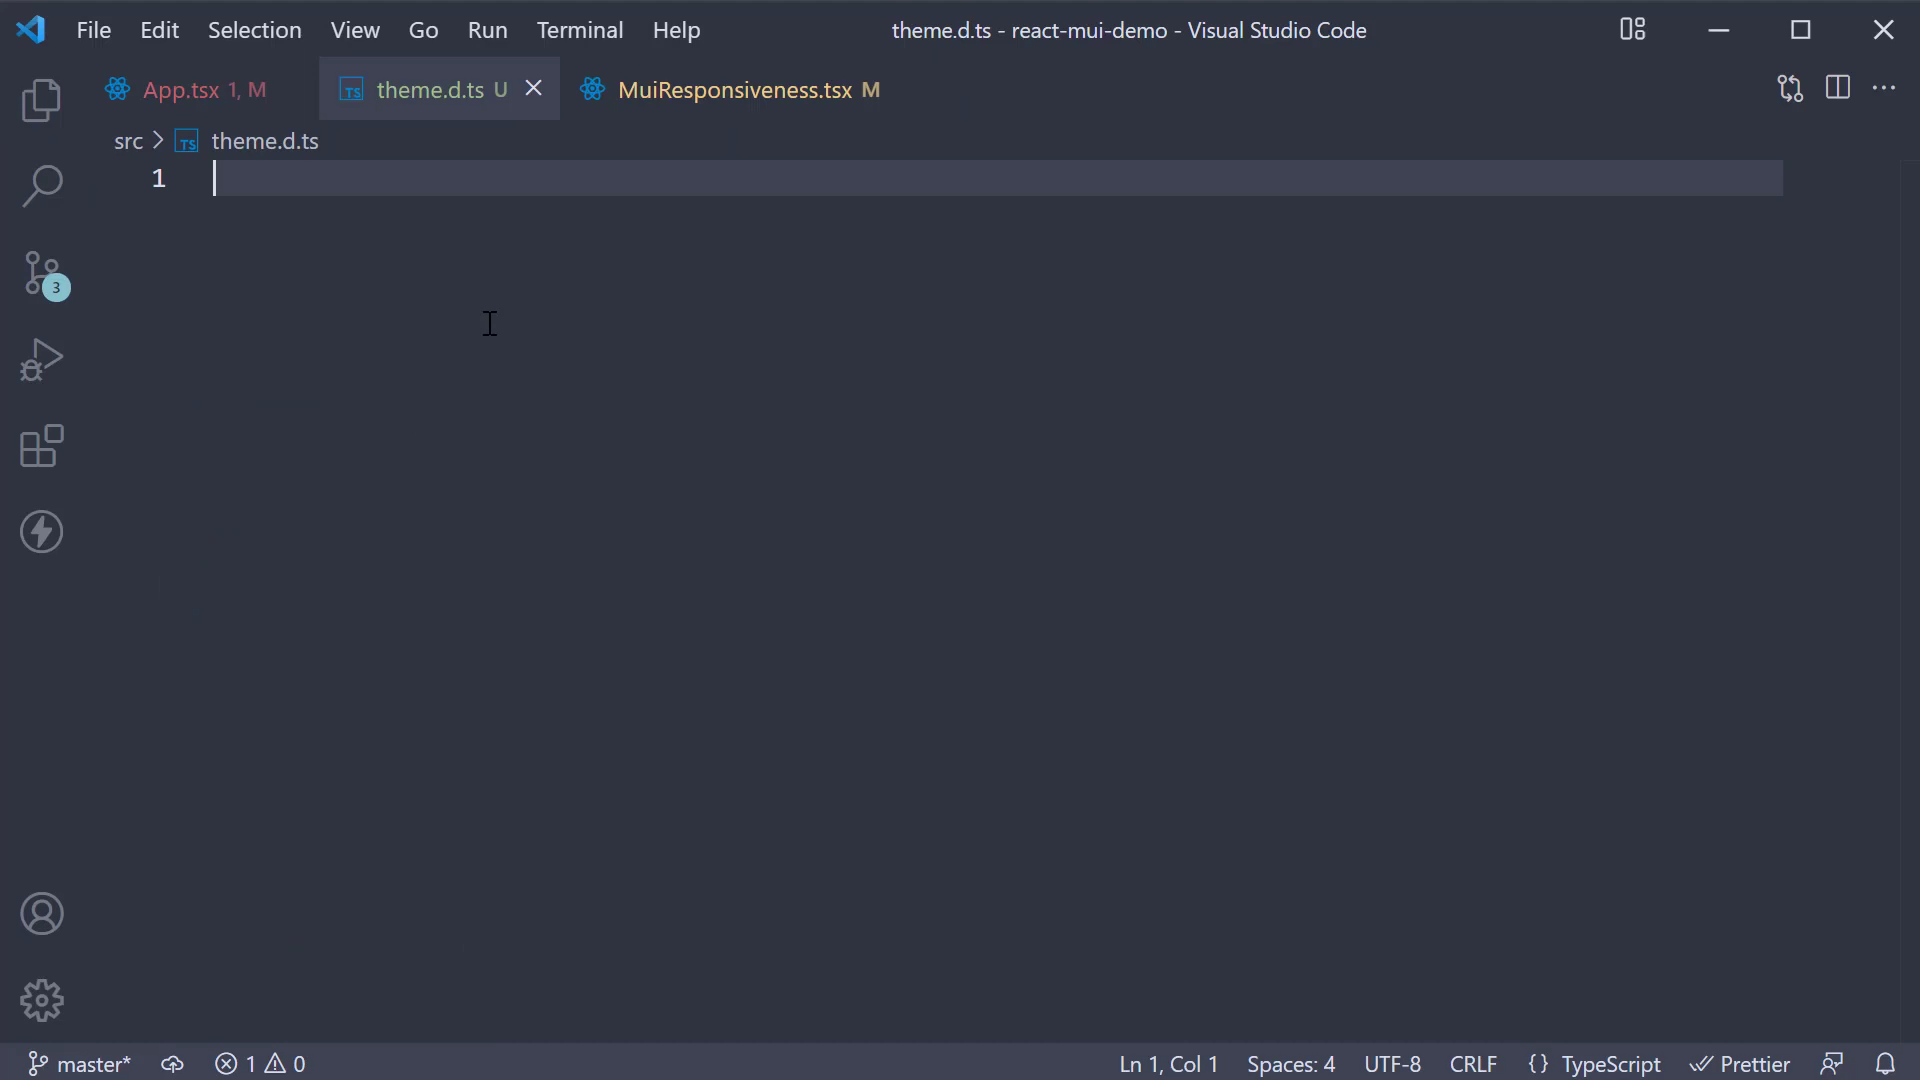 File Edit Selection View Go Run Terminal Help theme.d.ts - react-mui-demo - Visual Studio Code
App.tsx 1, M TS theme.d.ts U MuiResponsiveness.tsx M
src TS theme.d.ts
1
3
master* 1 0 Ln 1, Col 1 Spaces: 4 UTF-8 CRLF {} TypeScript Prettier